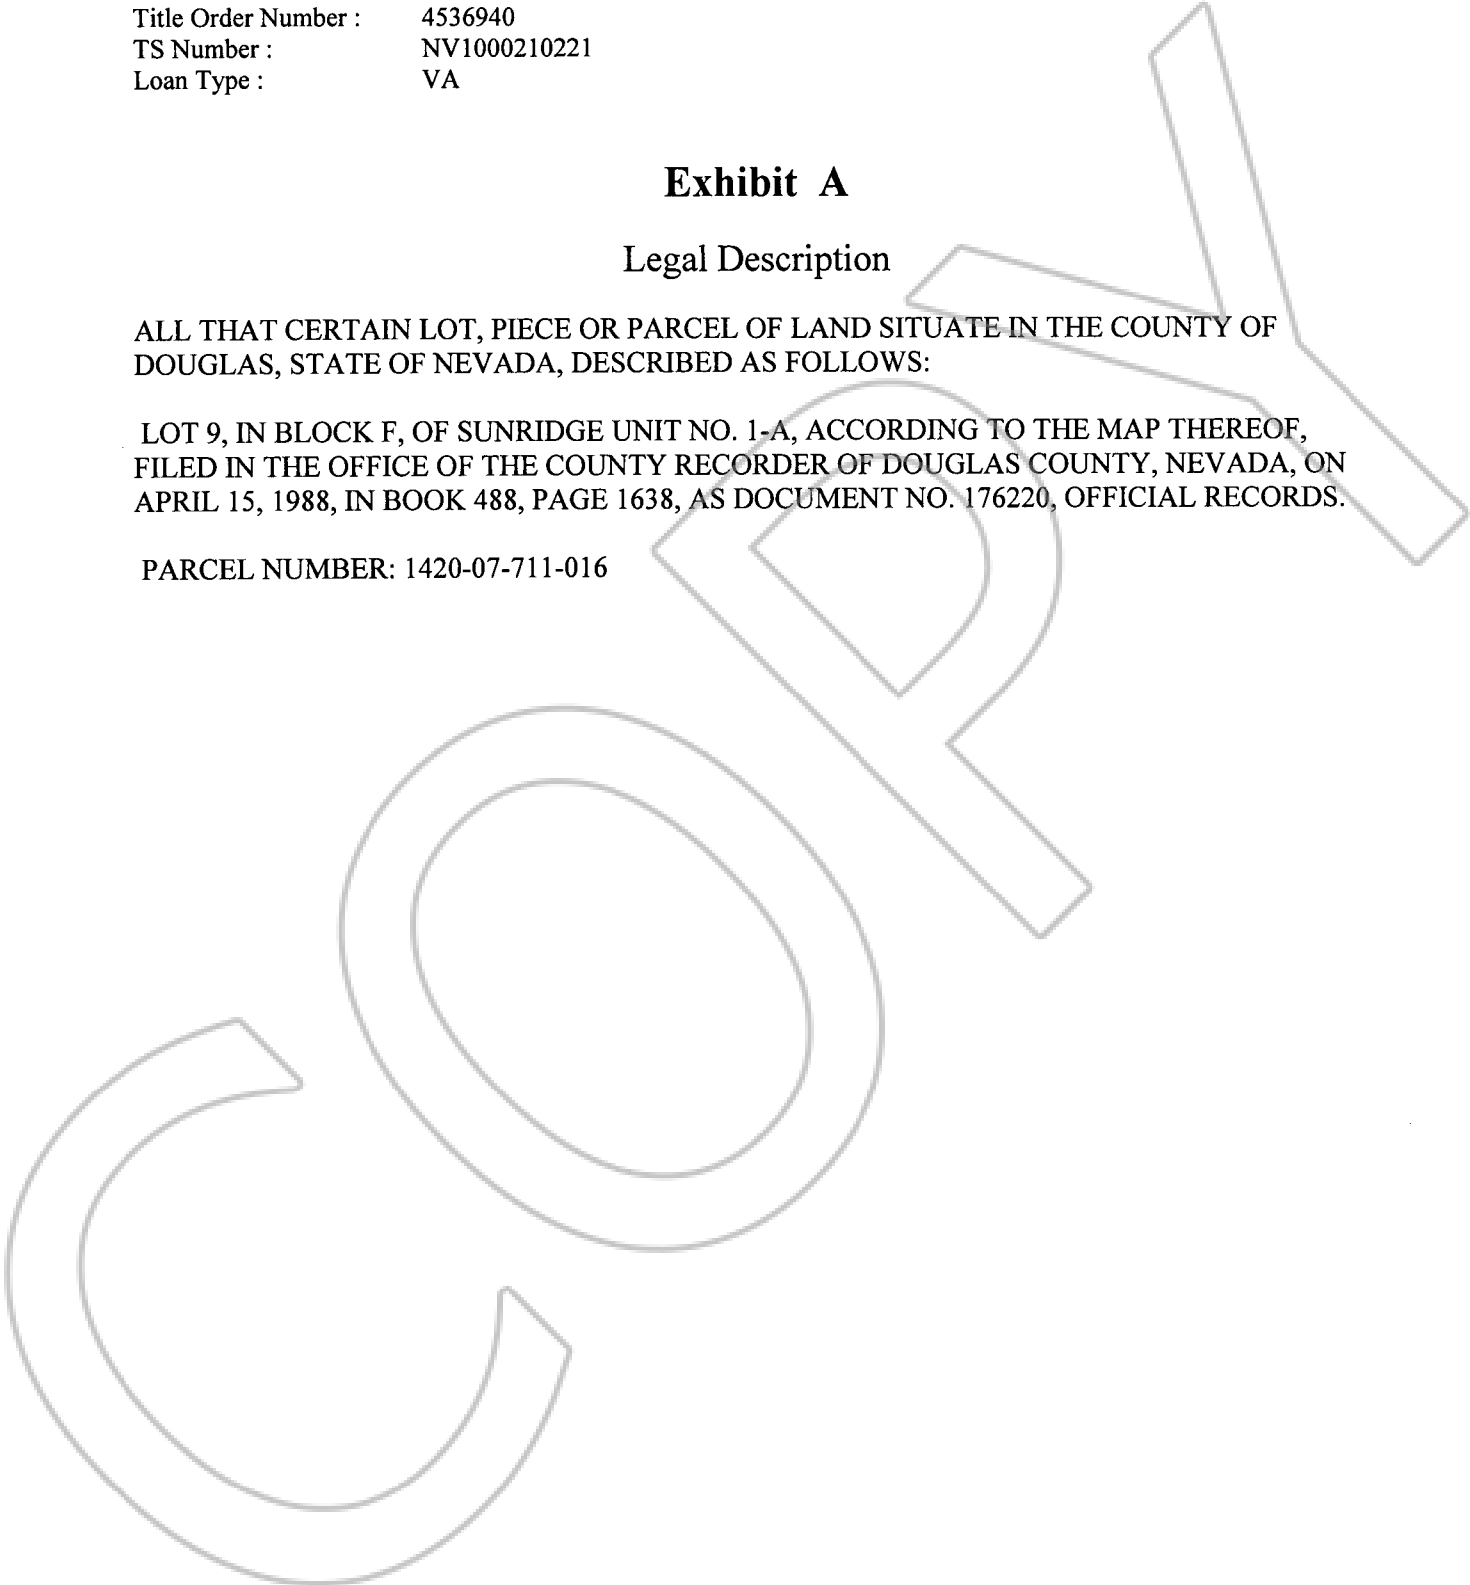 Title Order Number : 4536940
TS Number : NV1000210221
Loan Type : VA
Exhibit A
Legal Description
ALL THAT CERTAIN LOT, PIECE OR PARCEL OF LAND SITUATE IN THE COUNTY OF
DOUGLAS, STATE OF NEVADA, DESCRIBED AS FOLLOWS:
LOT 9, IN BLOCK F, OF SUNRIDGE UNIT NO. 1-A, ACCORDING TO THE MAP THEREOF,
FILED IN THE OFFICE OF THE COUNTY RECORDER OF DOUGLAS COUNTY, NEVADA, ON
APRIL 15, 1988, IN BOOK 488, PAGE 1638, AS DOCUMENT NO. 176220, OFFICIAL RECORDS.
PARCEL NUMBER: 1420-07-711-016
COPY